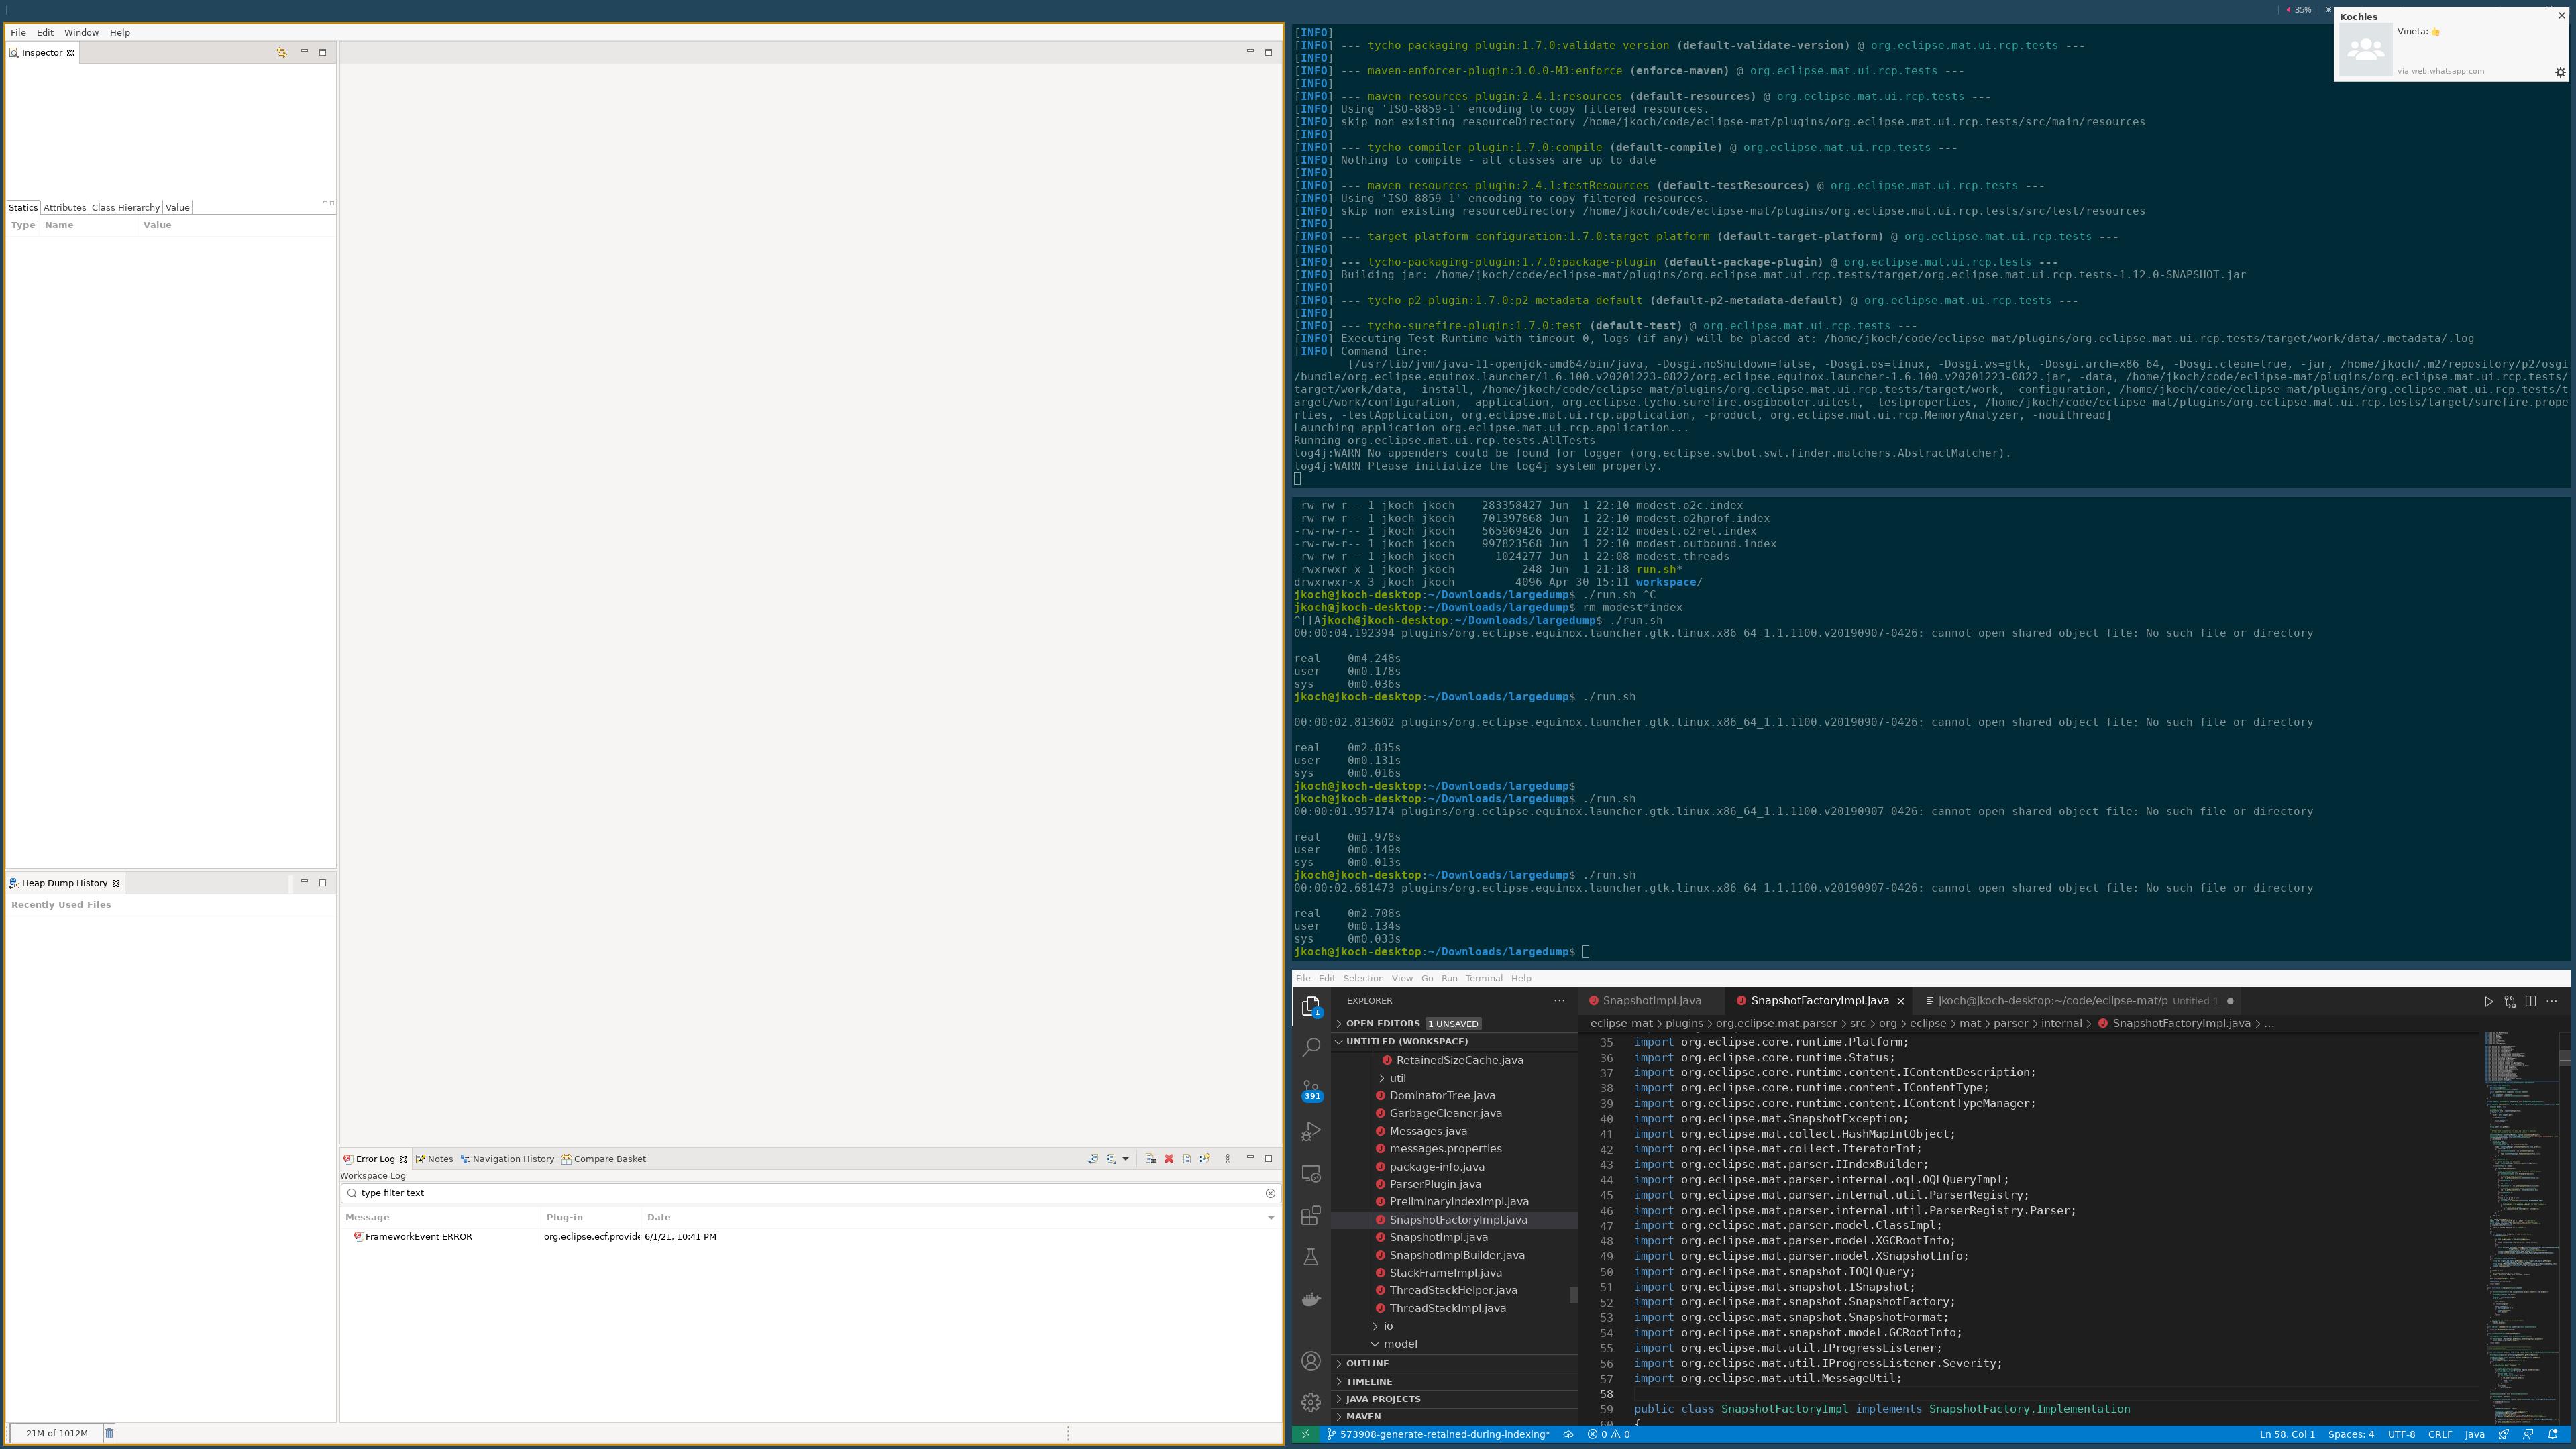 File Edit Window Help
Inspector
Statics Attributes Class Hierarchy Value
Type Name Value
Heap Dump History
Recently Used Files
Error Log Notes Navigation History Compare Basket
Workspace Log
type filter text
Message Plug-in Date
FrameworkEvent ERROR org.eclipse.ecf.provide 6/1/21, 10:41 PM
21M of 1012M
35%
Kochies
Vineta: 👍
via web.whatsapp.com
[INFO]
[INFO] --- tycho-packaging-plugin:1.7.0:validate-version (default-validate-version) @ org.eclipse.mat.ui.rcp.tests ---
[INFO]
[INFO] --- maven-enforcer-plugin:3.0.0-M3:enforce (enforce-maven) @ org.eclipse.mat.ui.rcp.tests ---
[INFO]
[INFO] --- maven-resources-plugin:2.4.1:resources (default-resources) @ org.eclipse.mat.ui.rcp.tests ---
[INFO] Using 'ISO-8859-1' encoding to copy filtered resources.
[INFO] skip non existing resourceDirectory /home/jkoch/code/eclipse-mat/plugins/org.eclipse.mat.ui.rcp.tests/src/main/resources
[INFO]
[INFO] --- tycho-compiler-plugin:1.7.0:compile (default-compile) @ org.eclipse.mat.ui.rcp.tests ---
[INFO] Nothing to compile - all classes are up to date
[INFO]
[INFO] --- maven-resources-plugin:2.4.1:testResources (default-testResources) @ org.eclipse.mat.ui.rcp.tests ---
[INFO] Using 'ISO-8859-1' encoding to copy filtered resources.
[INFO] skip non existing resourceDirectory /home/jkoch/code/eclipse-mat/plugins/org.eclipse.mat.ui.rcp.tests/src/test/resources
[INFO]
[INFO] --- target-platform-configuration:1.7.0:target-platform (default-target-platform) @ org.eclipse.mat.ui.rcp.tests ---
[INFO]
[INFO] --- tycho-packaging-plugin:1.7.0:package-plugin (default-package-plugin) @ org.eclipse.mat.ui.rcp.tests ---
[INFO] Building jar: /home/jkoch/code/eclipse-mat/plugins/org.eclipse.mat.ui.rcp.tests/target/org.eclipse.mat.ui.rcp.tests-1.12.0-SNAPSHOT.jar
[INFO]
[INFO] --- tycho-p2-plugin:1.7.0:p2-metadata-default (default-p2-metadata-default) @ org.eclipse.mat.ui.rcp.tests ---
[INFO]
[INFO] --- tycho-surefire-plugin:1.7.0:test (default-test) @ org.eclipse.mat.ui.rcp.tests ---
[INFO] Executing Test Runtime with timeout 0, logs (if any) will be placed at: /home/jkoch/code/eclipse-mat/plugins/org.eclipse.mat.ui.rcp.tests/target/work/data/.metadata/.log
[INFO] Command line:
[/usr/lib/jvm/java-11-openjdk-amd64/bin/java, -Dosgi.noShutdown=false, -Dosgi.os=linux, -Dosgi.ws=gtk, -Dosgi.arch=x86_64, -Dosgi.clean=true, -jar, /home/jkoch/.m2/repository/p2/osgi
/bundle/org.eclipse.equinox.launcher/1.6.100.v20201223-0822/org.eclipse.equinox.launcher-1.6.100.v20201223-0822.jar, -data, /home/jkoch/code/eclipse-mat/plugins/org.eclipse.mat.ui.rcp.tests/
target/work/data, -install, /home/jkoch/code/eclipse-mat/plugins/org.eclipse.mat.ui.rcp.tests/target/work, -configuration, /home/jkoch/code/eclipse-mat/plugins/org.eclipse.mat.ui.rcp.tests/t
arget/work/configuration, -application, org.eclipse.tycho.surefire.osgibooter.uitest, -testproperties, /home/jkoch/code/eclipse-mat/plugins/org.eclipse.mat.ui.rcp.tests/target/surefire.prope
rties, -testApplication, org.eclipse.mat.ui.rcp.application, -product, org.eclipse.mat.ui.rcp.MemoryAnalyzer, -nouithread]
Launching application org.eclipse.mat.ui.rcp.application...
Running org.eclipse.mat.ui.rcp.tests.AllTests
log4j:WARN No appenders could be found for logger (org.eclipse.swtbot.swt.finder.matchers.AbstractMatcher).
log4j:WARN Please initialize the log4j system properly.
-rw-rw-r-- 1 jkoch jkoch 283358427 Jun 1 22:10 modest.o2c.index
-rw-rw-r-- 1 jkoch jkoch 701397868 Jun 1 22:10 modest.o2hprof.index
-rw-rw-r-- 1 jkoch jkoch 565969426 Jun 1 22:12 modest.o2ret.index
-rw-rw-r-- 1 jkoch jkoch 997823568 Jun 1 22:10 modest.outbound.index
-rw-rw-r-- 1 jkoch jkoch 1024277 Jun 1 22:08 modest.threads
-rwxrwxr-x 1 jkoch jkoch 248 Jun 1 21:18 run.sh*
drwxrwxr-x 3 jkoch jkoch 4096 Apr 30 15:11 workspace/
jkoch@jkoch-desktop:~/Downloads/largedump$ ./run.sh ^C
jkoch@jkoch-desktop:~/Downloads/largedump$ rm modest*index
^[[Ajkoch@jkoch-desktop:~/Downloads/largedump$ ./run.sh
00:00:04.192394 plugins/org.eclipse.equinox.launcher.gtk.linux.x86_64_1.1.1100.v20190907-0426: cannot open shared object file: No such file or directory
real 0m4.248s
user 0m0.178s
sys 0m0.036s
jkoch@jkoch-desktop:~/Downloads/largedump$ ./run.sh
00:00:02.813602 plugins/org.eclipse.equinox.launcher.gtk.linux.x86_64_1.1.1100.v20190907-0426: cannot open shared object file: No such file or directory
real 0m2.835s
user 0m0.131s
sys 0m0.016s
jkoch@jkoch-desktop:~/Downloads/largedump$
jkoch@jkoch-desktop:~/Downloads/largedump$ ./run.sh
00:00:01.957174 plugins/org.eclipse.equinox.launcher.gtk.linux.x86_64_1.1.1100.v20190907-0426: cannot open shared object file: No such file or directory
real 0m1.978s
user 0m0.149s
sys 0m0.013s
jkoch@jkoch-desktop:~/Downloads/largedump$ ./run.sh
00:00:02.681473 plugins/org.eclipse.equinox.launcher.gtk.linux.x86_64_1.1.1100.v20190907-0426: cannot open shared object file: No such file or directory
real 0m2.708s
user 0m0.134s
sys 0m0.033s
jkoch@jkoch-desktop:~/Downloads/largedump$
File Edit Selection View Go Run Terminal Help
EXPLORER
OPEN EDITORS 1 UNSAVED
UNTITLED (WORKSPACE)
RetainedSizeCache.java
util
DominatorTree.java
GarbageCleaner.java
Messages.java
messages.properties
package-info.java
ParserPlugin.java
PreliminaryIndexImpl.java
SnapshotFactoryImpl.java
SnapshotImpl.java
SnapshotImplBuilder.java
StackFrameImpl.java
ThreadStackHelper.java
ThreadStackImpl.java
io
model
OUTLINE
TIMELINE
JAVA PROJECTS
MAVEN
1
391
SnapshotImpl.java SnapshotFactoryImpl.java jkoch@jkoch-desktop:~/code/eclipse-mat/p Untitled-1
eclipse-mat > plugins > org.eclipse.mat.parser > src > org > eclipse > mat > parser > internal > SnapshotFactoryImpl.java > ...
35 import org.eclipse.core.runtime.Platform;
36 import org.eclipse.core.runtime.Status;
37 import org.eclipse.core.runtime.content.IContentDescription;
38 import org.eclipse.core.runtime.content.IContentType;
39 import org.eclipse.core.runtime.content.IContentTypeManager;
40 import org.eclipse.mat.SnapshotException;
41 import org.eclipse.mat.collect.HashMapIntObject;
42 import org.eclipse.mat.collect.IteratorInt;
43 import org.eclipse.mat.parser.IIndexBuilder;
44 import org.eclipse.mat.parser.internal.oql.OQLQueryImpl;
45 import org.eclipse.mat.parser.internal.util.ParserRegistry;
46 import org.eclipse.mat.parser.internal.util.ParserRegistry.Parser;
47 import org.eclipse.mat.parser.model.ClassImpl;
48 import org.eclipse.mat.parser.model.XGCRootInfo;
49 import org.eclipse.mat.parser.model.XSnapshotInfo;
50 import org.eclipse.mat.snapshot.IOQLQuery;
51 import org.eclipse.mat.snapshot.ISnapshot;
52 import org.eclipse.mat.snapshot.SnapshotFactory;
53 import org.eclipse.mat.snapshot.SnapshotFormat;
54 import org.eclipse.mat.snapshot.model.GCRootInfo;
55 import org.eclipse.mat.util.IProgressListener;
56 import org.eclipse.mat.util.IProgressListener.Severity;
57 import org.eclipse.mat.util.MessageUtil;
58
59 public class SnapshotFactoryImpl implements SnapshotFactory.Implementation
60 {
573908-generate-retained-during-indexing* 0 0 Ln 58, Col 1 Spaces: 4 UTF-8 CRLF Java